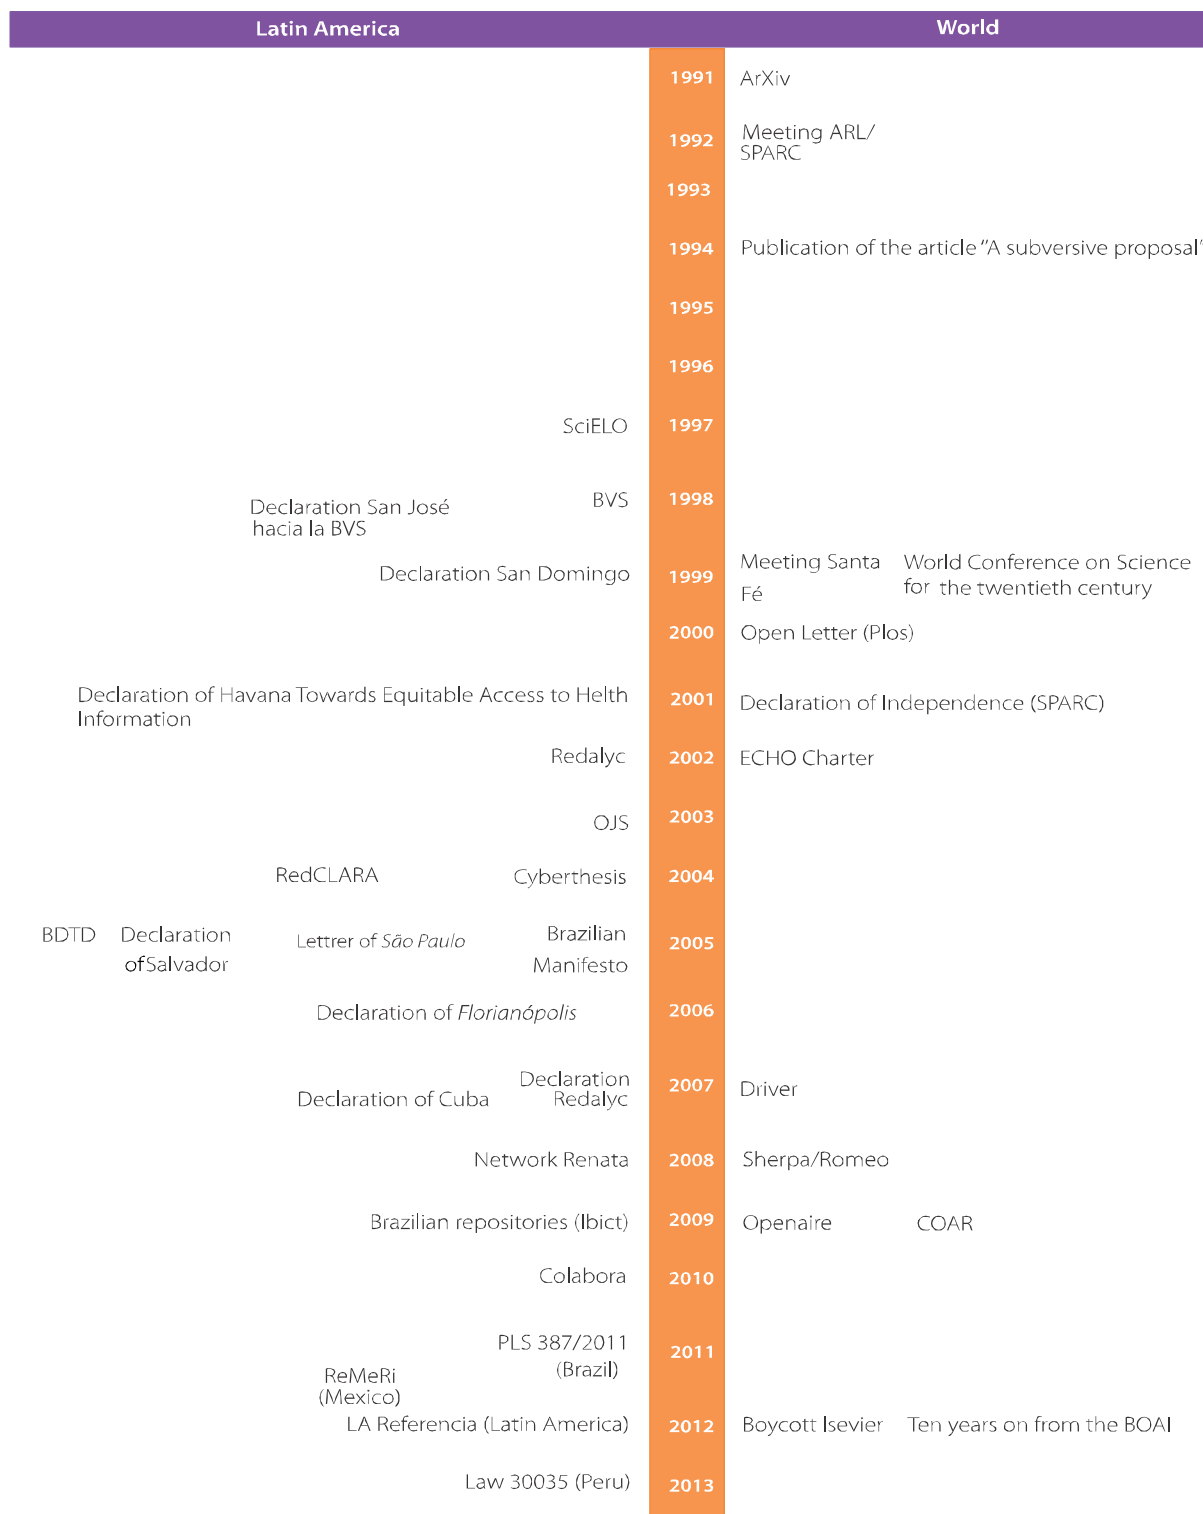 Latin America
World
1991
ArXiv
1992
Meeting ARL/
SPARC
1993
1994
Publication of the article “A subversive proposal”
1995
1996
SciELO
1997
Declaration San José
hacia la BVS
BVS
1998
Declaration San Domingo
1999
Meeting Santa
Fé
World Conference on Science
for the twentieth century
2000
Open Letter (Plos)
Declaration of Havana Towards Equitable Access to Helth
Information
2001
Declaration of Independence (SPARC)
Redalyc
2002
ECHO Charter
OJS
2003
RedCLARA
Cyberthesis
2004
BDTD
Declaration
of Salvador
Lettrer of São Paulo
Brazilian
Manifesto
2005
Declaration of Florianópolis
2006
Declaration of Cuba
Declaration
Redalyc
2007
Driver
Network Renata
2008
Sherpa/Romeo
Brazilian repositories (Ibict)
2009
Openaire
COAR
Colabora
2010
PLS 387/2011
(Brazil)
2011
ReMeRi
(Mexico)
LA Referencia (Latin America)
2012
Boycott Isevier
Ten years on from the BOAI
Law 30035 (Peru)
2013